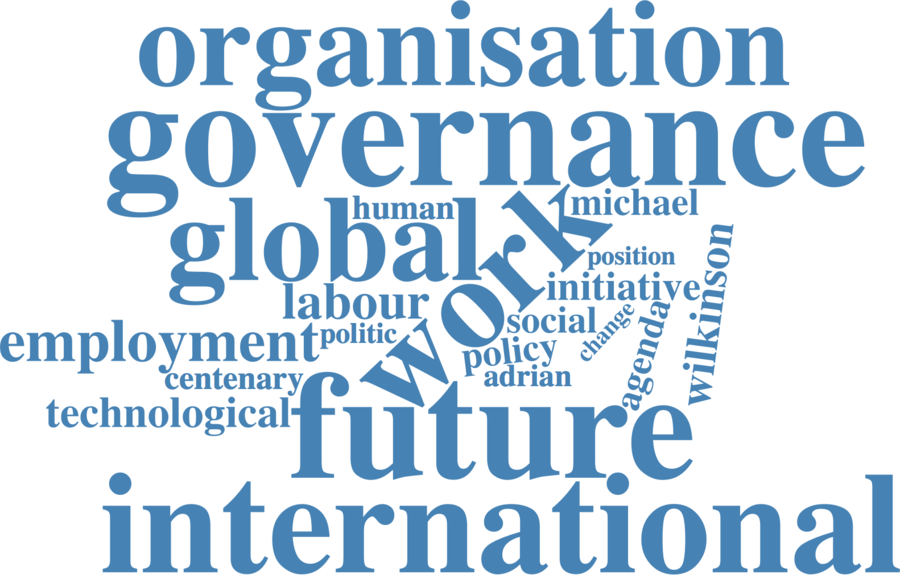 organisation
governance
global
human
michael
work
position
wilkinson
initiative
labour
social
change
agenda
employment
politic
policy
centenary
adrian
technological
future
international